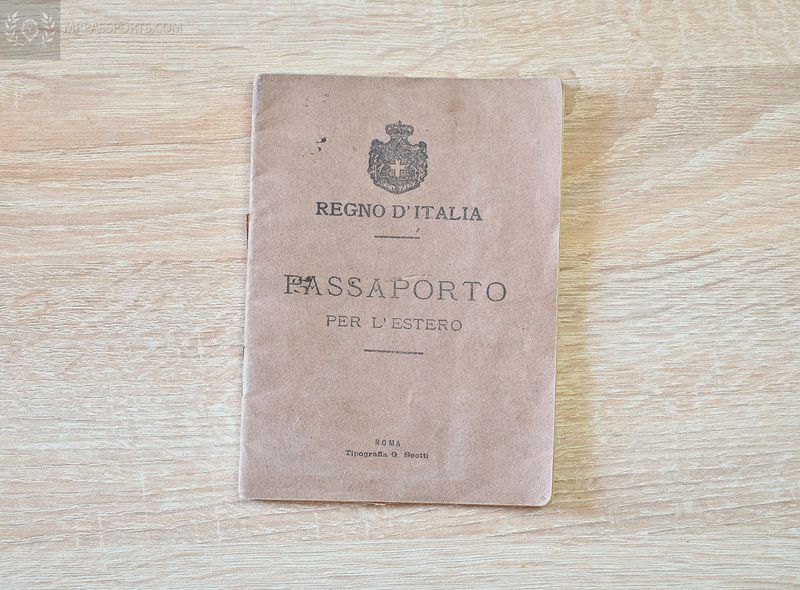 MRPASSPORTS.COM
REGNO D'ITALIA
PASSAPORTO
PER L'ESTERO
ROMA
Tipografia G. Scotti